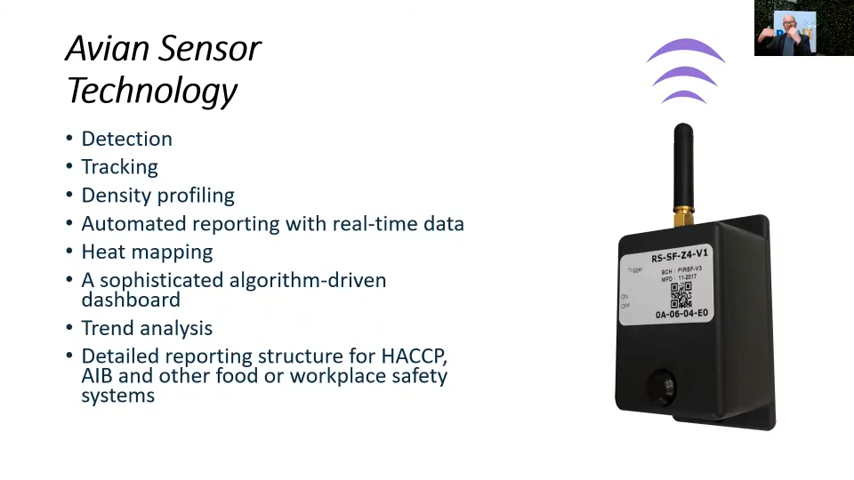 Avian Sensor
Technology
• Detection
• Tracking
• Density profiling
• Automated reporting with real-time data
• Heat mapping
• A sophisticated algorithm-driven
dashboard
• Trend analysis
• Detailed reporting structure for HACCP,
AIB and other food or workplace safety
systems
RS-SF-Z4-V1
Trigger
BCH : PIRSF-V3
MFD : 11-2017
ON
OFF
0A-06-04-E0